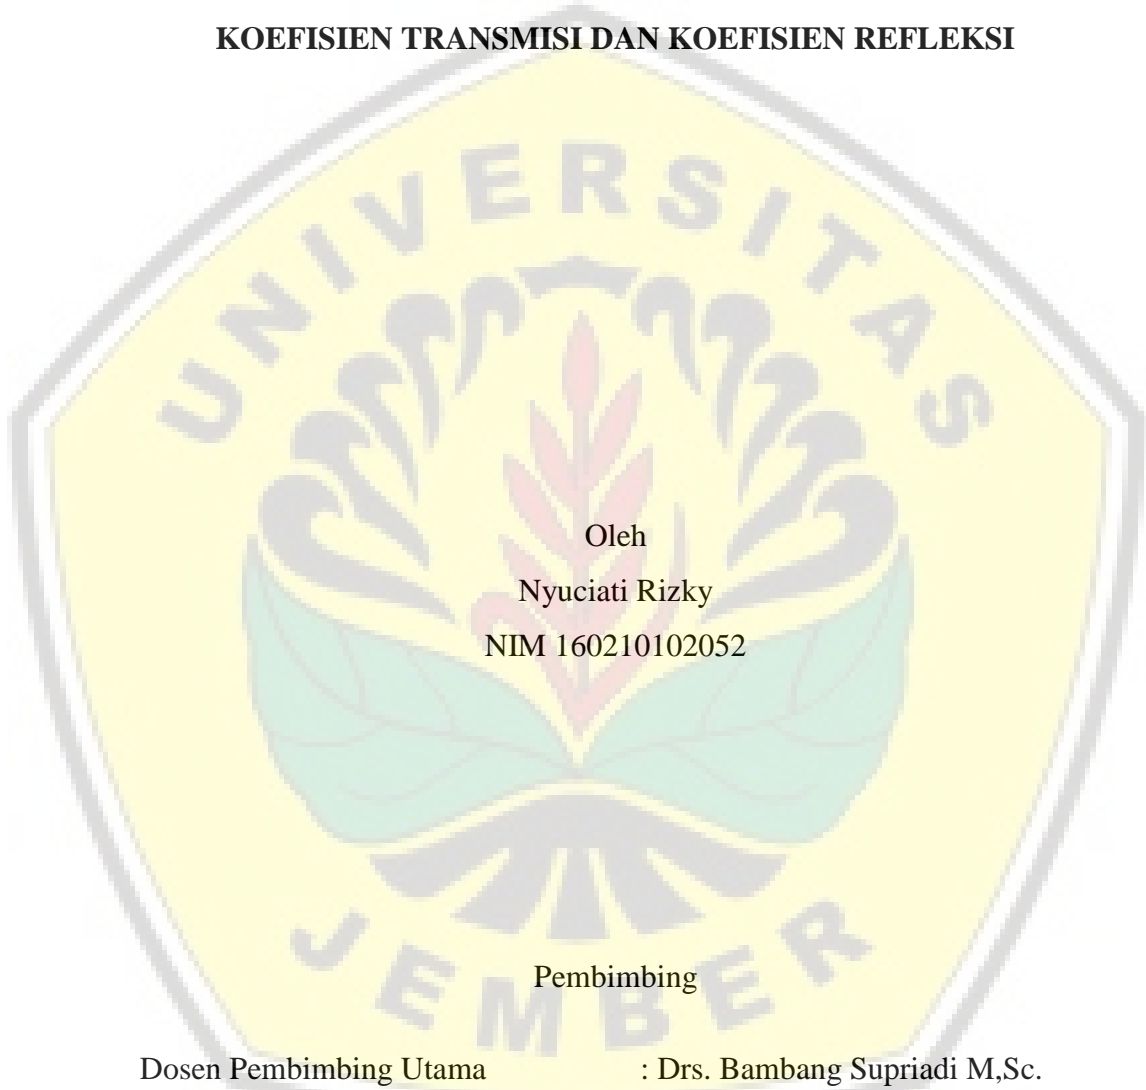 KOEFISIEN TRANSMISI DAN KOEFISIEN REFLEKSI
UNIVERSITAS
Oleh
Nyuciati Rizky
NIM 160210102052
Pembimbing
JEMBER
Dosen Pembimbing Utama : Drs. Bambang Supriadi M,Sc.